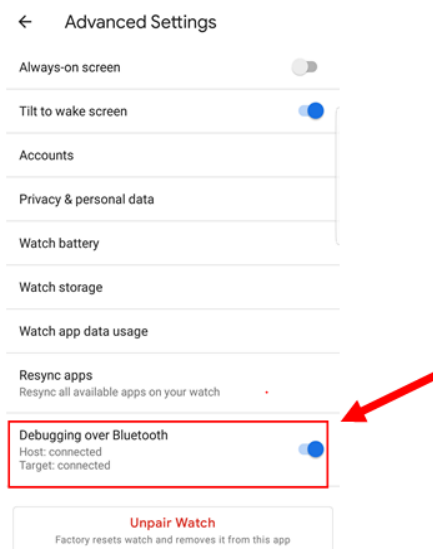 Advanced Settings
Always-on screen
Tilt to wake screen
Accounts
Privacy & personal data
Watch battery
Watch storage
Watch app data usage
Resync apps
Resync all available apps on your watch
Debugging over Bluetooth
Host: connected
Target: connected
Unpair Watch
Factory resets watch and removes it from this app